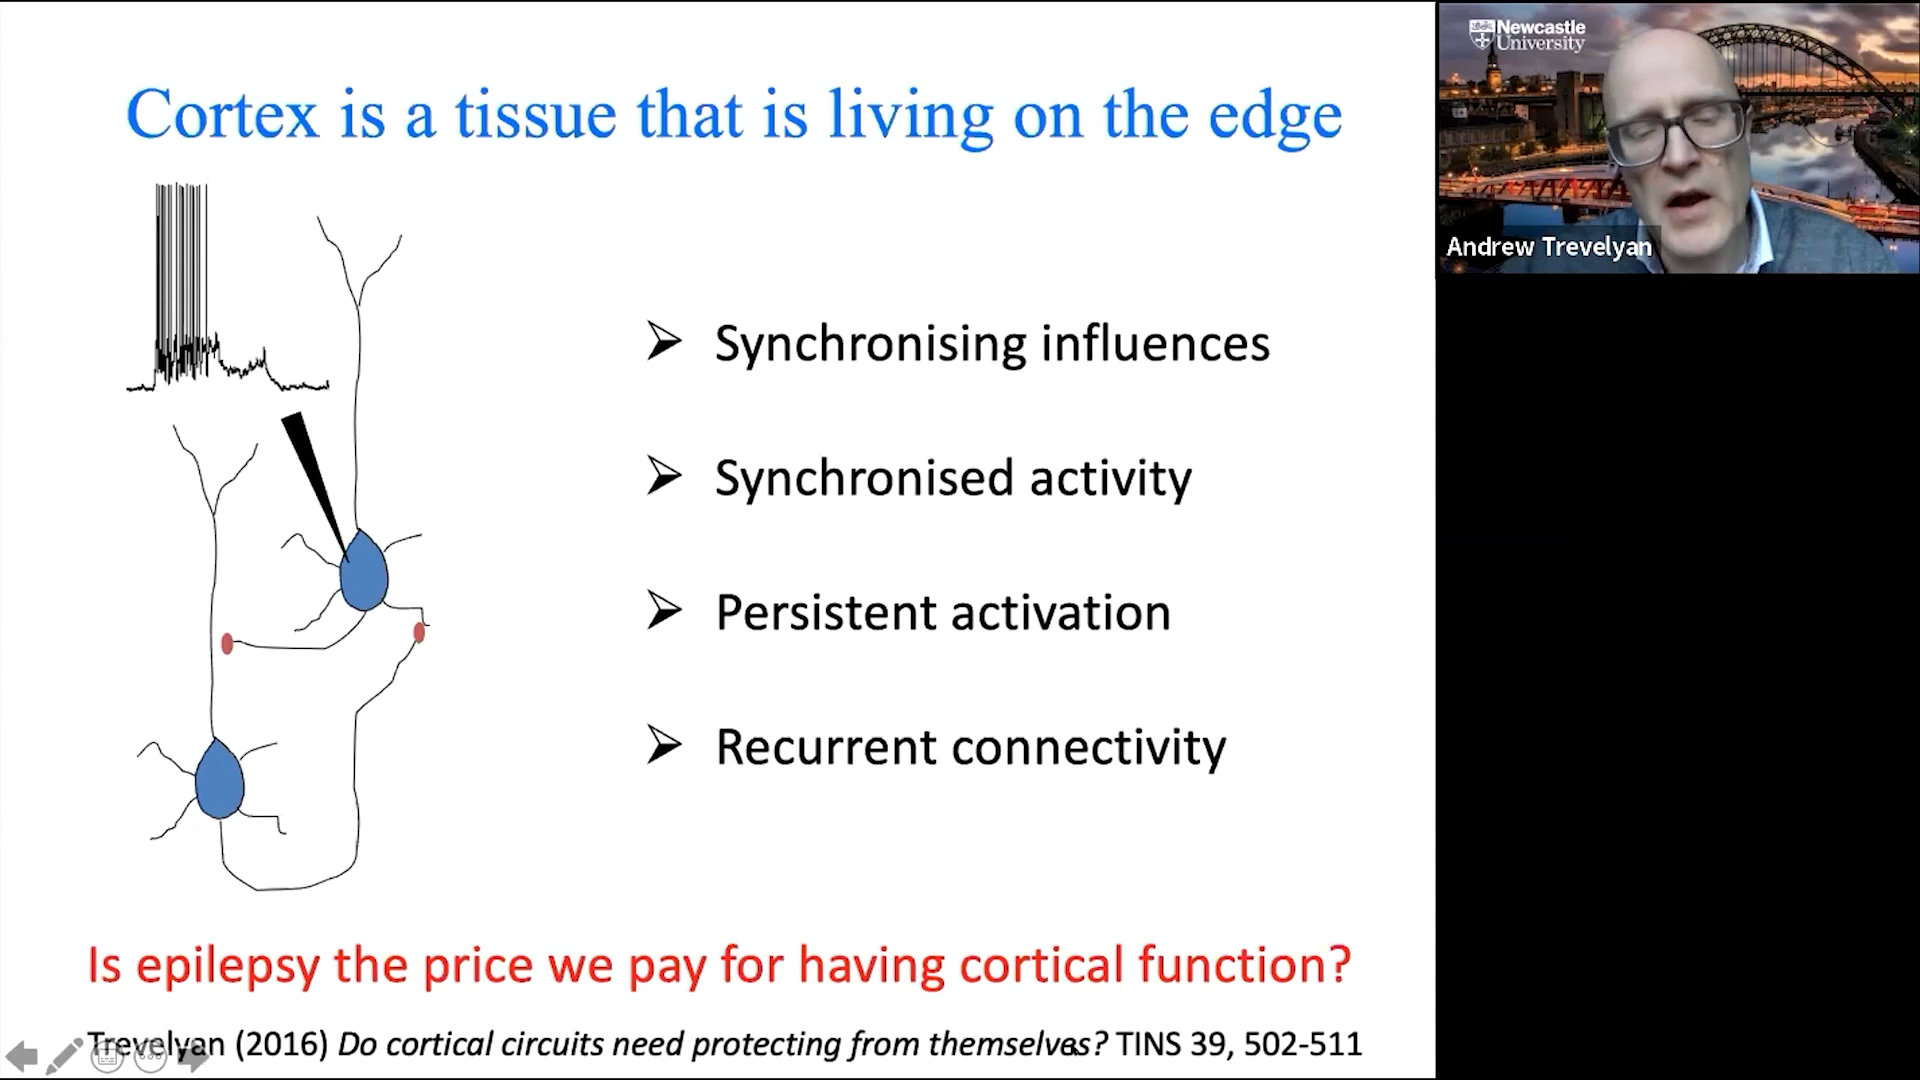 Cortex is a tissue that is living on the edge
Synchronising influences
Synchronised activity
Persistent activation
Recurrent connectivity
Is epilepsy the price we pay for having cortical function?
Trevelyan (2016) Do cortical circuits need protecting from themselves? TINS 39, 502-511
Newcastle
University
Andrew Trevelyan